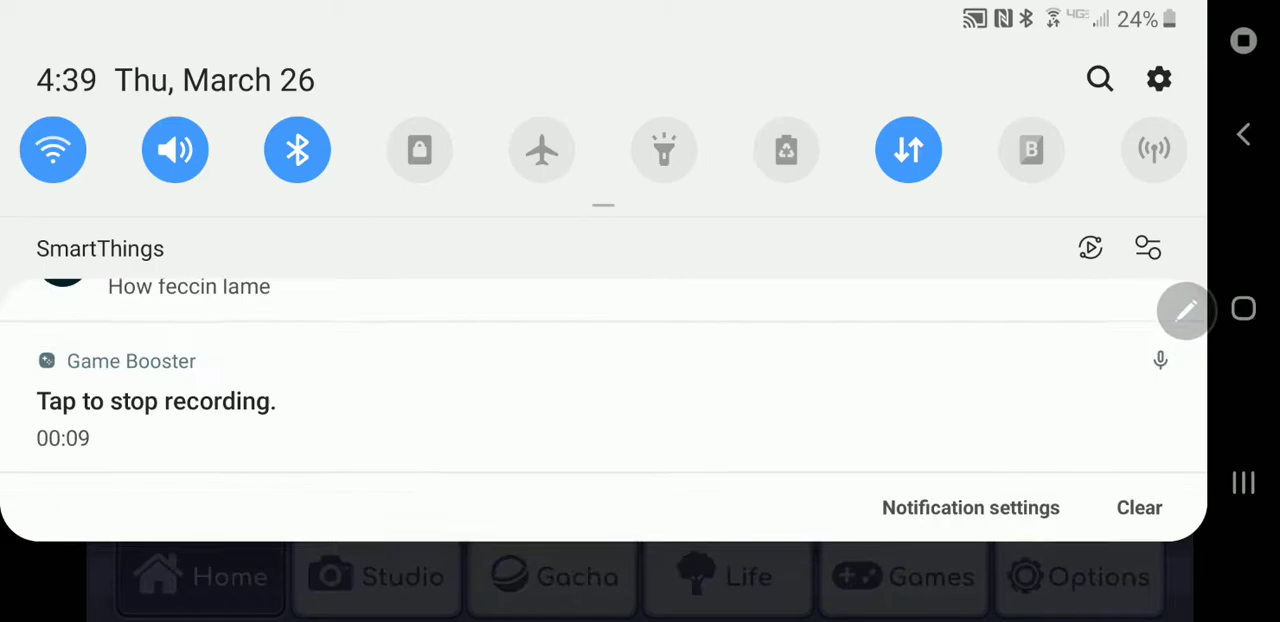 4GE 24%
4:39 Thu, March 26
B
SmartThings
How feccin lame
Game Booster
Tap to stop recording.
00:09
Notification settings Clear
Home Studio Gacha Life Games Options